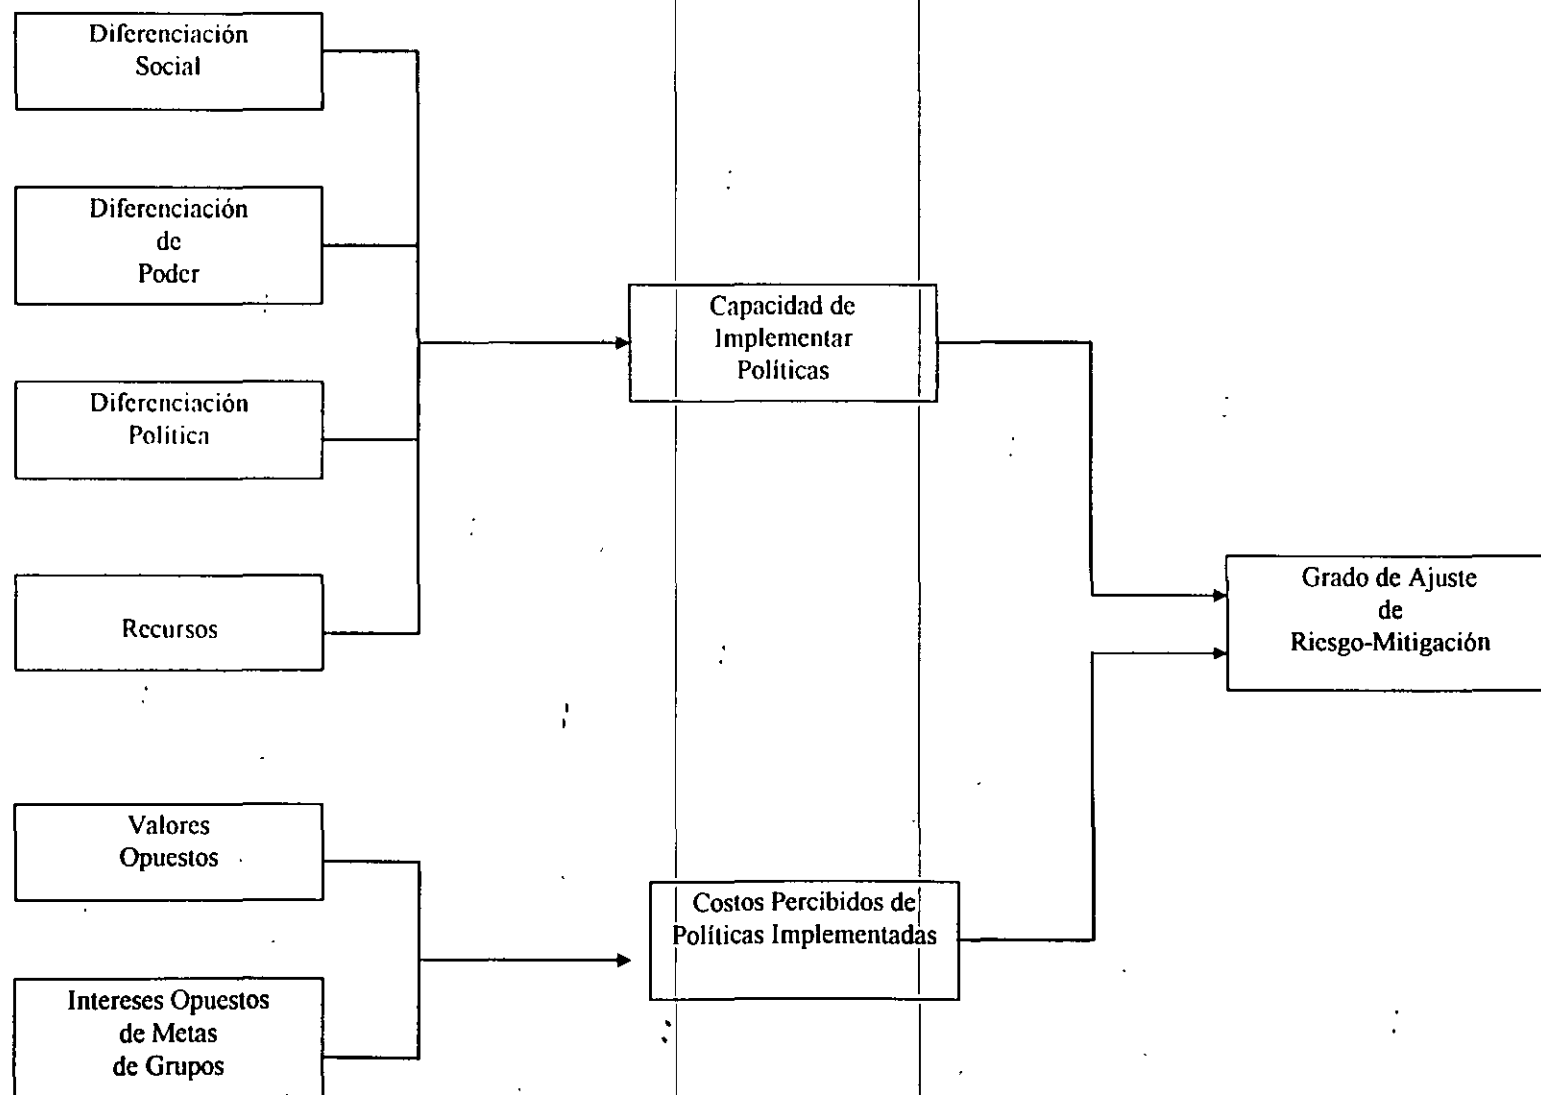 Diferenciación
Social
Diferenciación
de
Poder
Diferenciación
Política
Recursos
Valores
Opuestos
Intereses Opuestos
de Metas
de Grupos
Capacidad de
Implementar
Políticas
Costos Percibidos de
Políticas Implementadas
Grado de Ajuste
de
Riesgo-Mitigación